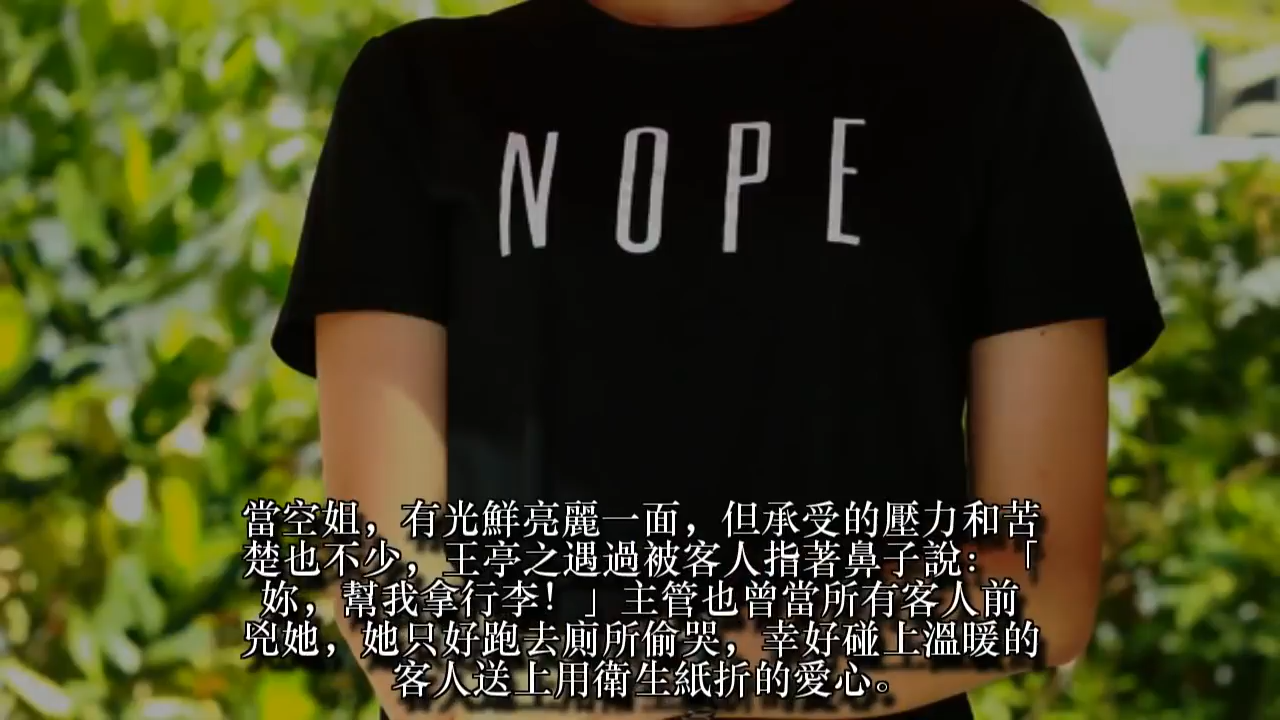 NOPE
當空姐，有光鮮亮麗一面，但承受的壓力和苦
楚也不少，王亭之遇過被客人指著鼻子說：「
妳，幫我拿行李！」主管也曾當所有客人前
兇她，她只好跑去廁所偷哭，幸好碰上溫暖的
客人送上用衛生紙折的愛心。